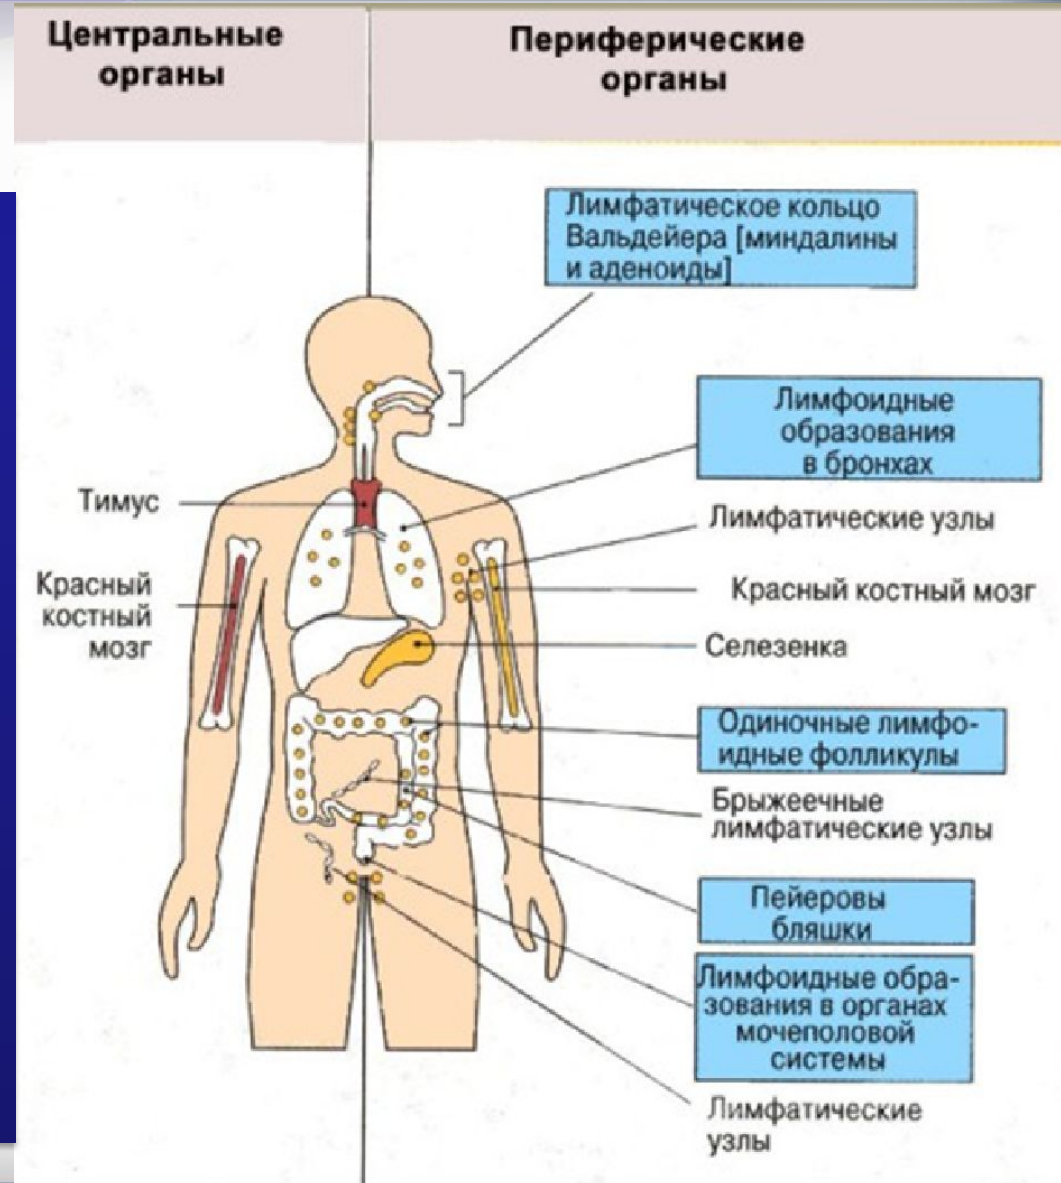 Центральные
органы
Периферические
органы
Лимфатическое кольцо
Вальдейера [миндалины
и аденоиды]
Лимфоидные
образования
в бронхах
Тимус
Лимфатические узлы
Красный
костный
мозг
Красный костный мозг
Селезенка
Одиночные лимфо-
идные фолликулы
Брыжеечные
лимфатические узлы
Пейеровы
бляшки
Лимфоидные обра-
зования в органах
мочеполовой
системы
Лимфатические
узлы